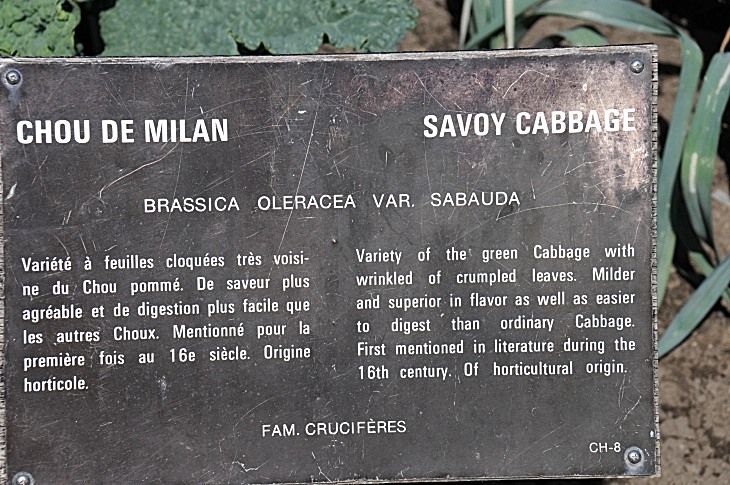 CHOU DE MILAN
SAVOY CABBAGE
BRASSICA OLERACEA VAR. SABAUDA
Variété à feuilles cloquées très voisi-
ne du Chou pommé. De saveur plus
agréable et de digestion plus facile que
les autres Choux. Mentionné pour la
première fois au 16e siècle. Origine
horticole.
Variety of the green Cabbage with
wrinkled of crumpled leaves. Milder
and superior in flavor as well as easier
to digest than ordinary Cabbage.
First mentioned in literature during the
16th century. Of horticultural origin.
FAM. CRUCIFÈRES
CH-8